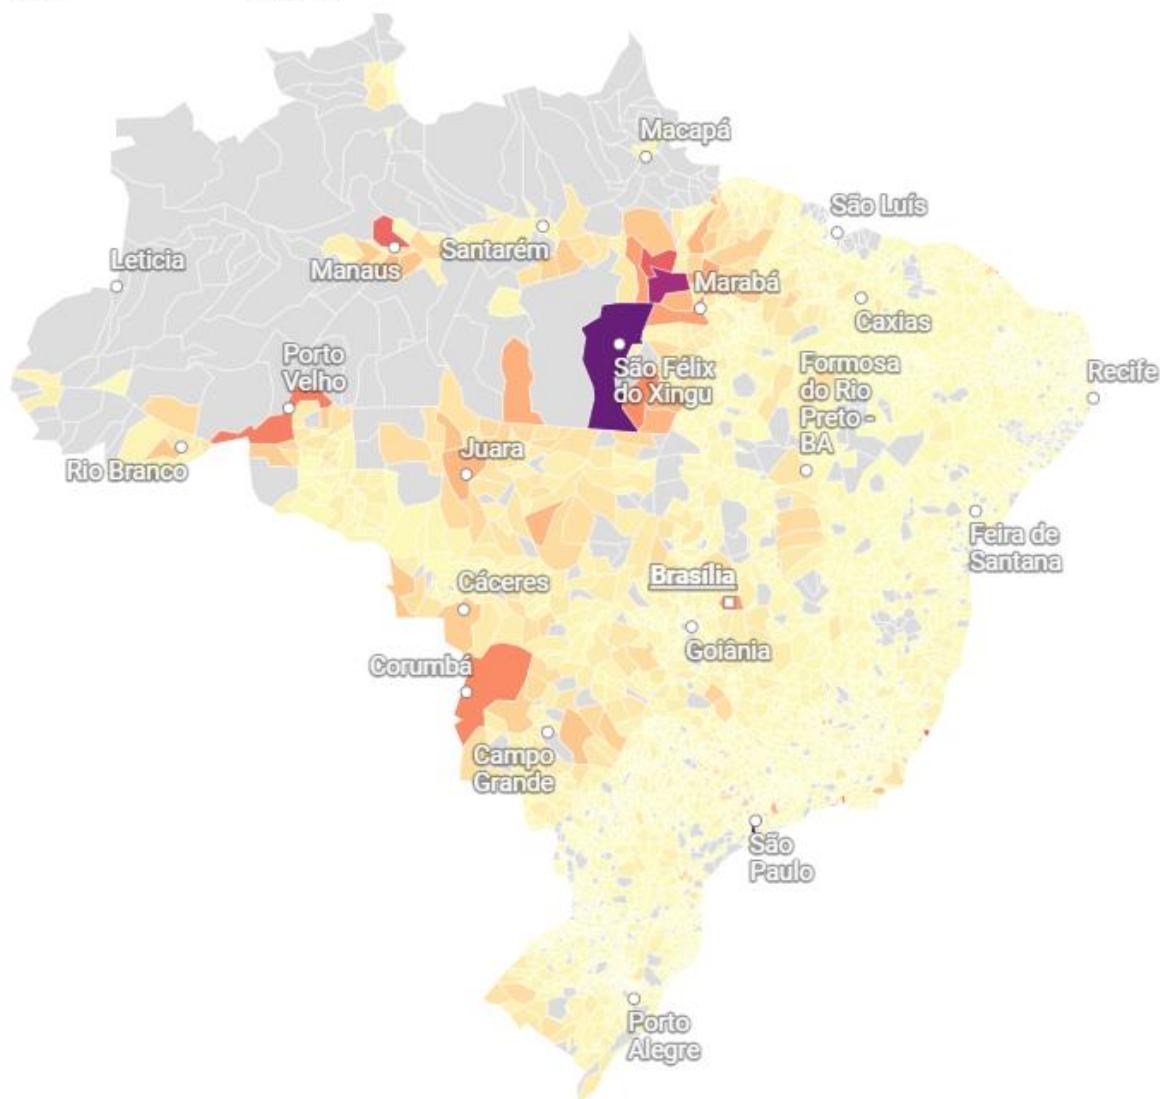 Macapá
São Luís
Santarém
Leticia
Manaus
Marabá
Caxias
Porto
Velho
São Félix
do Xingu
Formosa
do Rio
Preto -
BA
Recife
Juara
Rio Branco
Feira de
Santana
Cáceres
Brasília
Goiânia
Corumbá
Campo
Grande
São
Paulo
Porto
Alegre